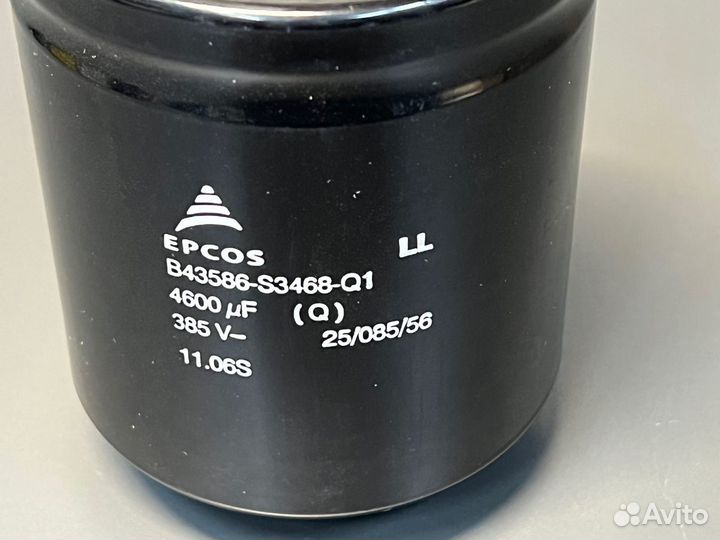 EPCOS LL
B43586-S3468-Q1
4600 µF (Q)
385 V– 25/085/56
11.06S
Avito